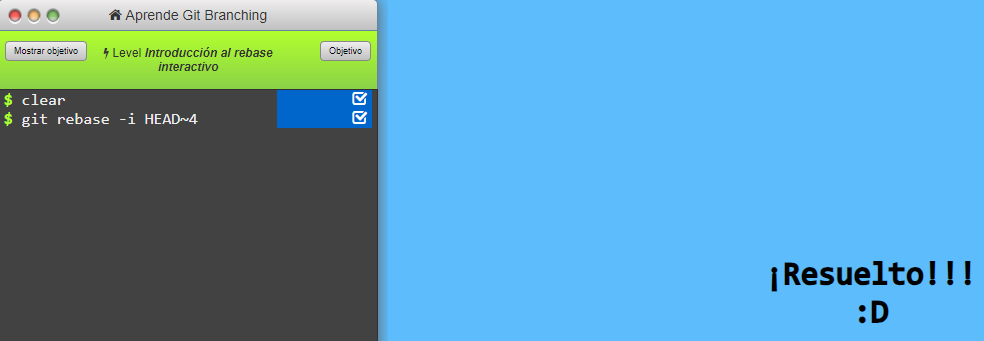 Aprende Git Branching
Mostrar objetivo
Level Introducción al rebase
interactivo
Objetivo
$ clear
$ git rebase -i HEAD~4
¡Resuelto!!!
:D